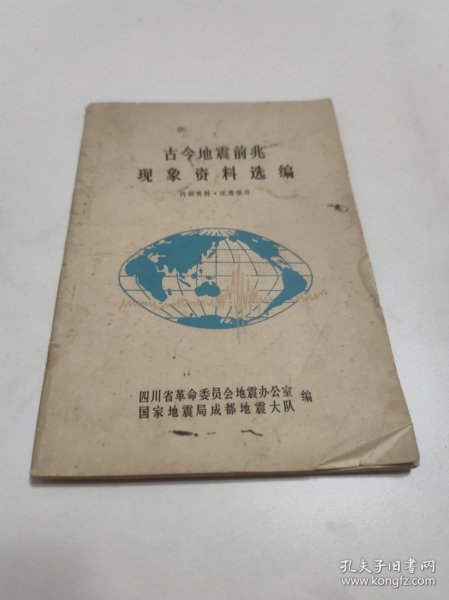 古今地震前兆
现象资料选编
内部资料·注意保存
四川省革命委员会地震办公室
国家地震局成都地震大队
编
孔夫子旧书网
www.kongfz.com